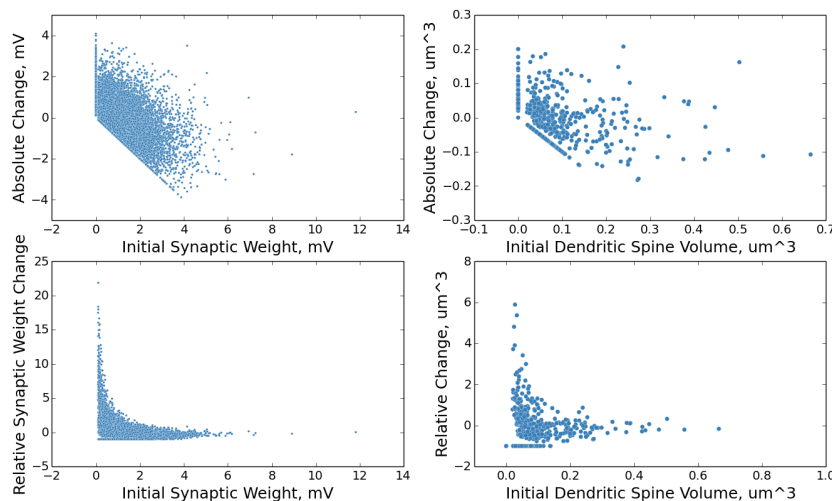 Absolute Change, mV
4
2
0
−2
−4
−2 0 2 4 6 8 10 12 14
Initial Synaptic Weight, mV
Absolute Change, um^3
0.3
0.2
0.1
0.0
−0.1
−0.2
−0.3
−0.1 0.0 0.1 0.2 0.3 0.4 0.5 0.6 0.7
Initial Dendritic Spine Volume, um^3
Relative Synaptic Weight Change
25
20
15
10
5
0
−5
−2 0 2 4 6 8 10 12 14
Initial Synaptic Weight, mV
Relative Change, um^3
8
6
4
2
0
−2
0.0 0.2 0.4 0.6 0.8 1.0
Initial Dendritic Spine Volume, um^3